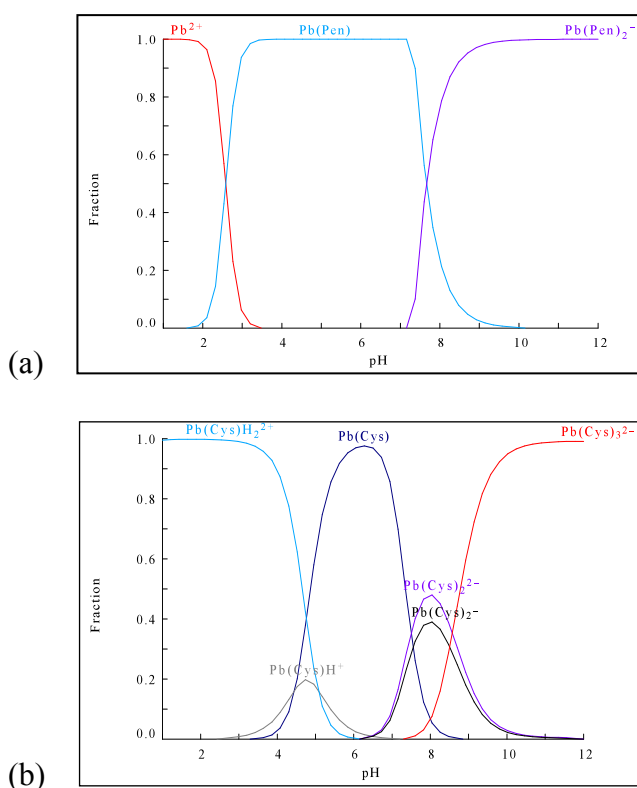 Pb²⁺ Pb(Pen) Pb(Pen)₂⁻
1.0
0.8
0.6
0.4
0.2
0.0
Fraction
2 4 6 8 10 12
pH
(a)
Pb(Cys)H₂²⁺ Pb(Cys) Pb(Cys)₃²⁻
1.0
0.8
0.6
0.4
0.2
0.0
Fraction
Pb(Cys)₂²⁻
Pb(Cys)₂⁻
Pb(Cys)H⁺
2 4 6 8 10 12
pH
(b)